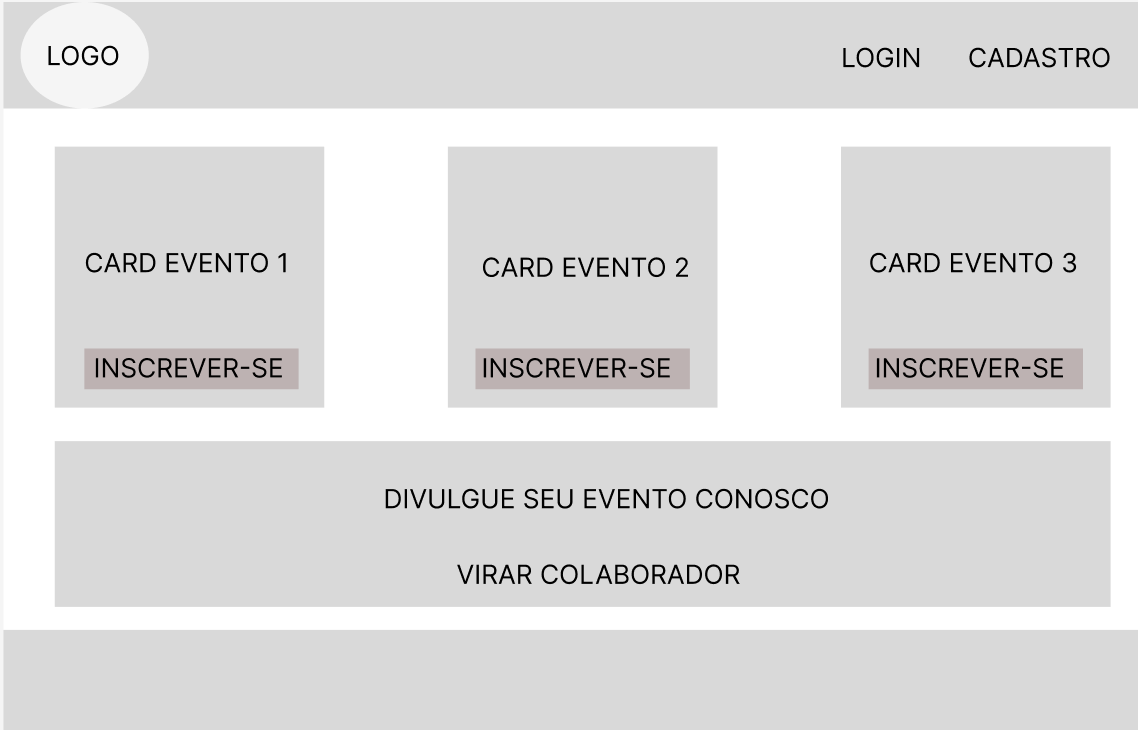 LOGO
LOGIN
CADASTRO
CARD EVENTO 1
CARD EVENTO 2
CARD EVENTO 3
INSCREVER-SE
INSCREVER-SE
INSCREVER-SE
DIVULGUE SEU EVENTO CONOSCO
VIRAR COLABORADOR